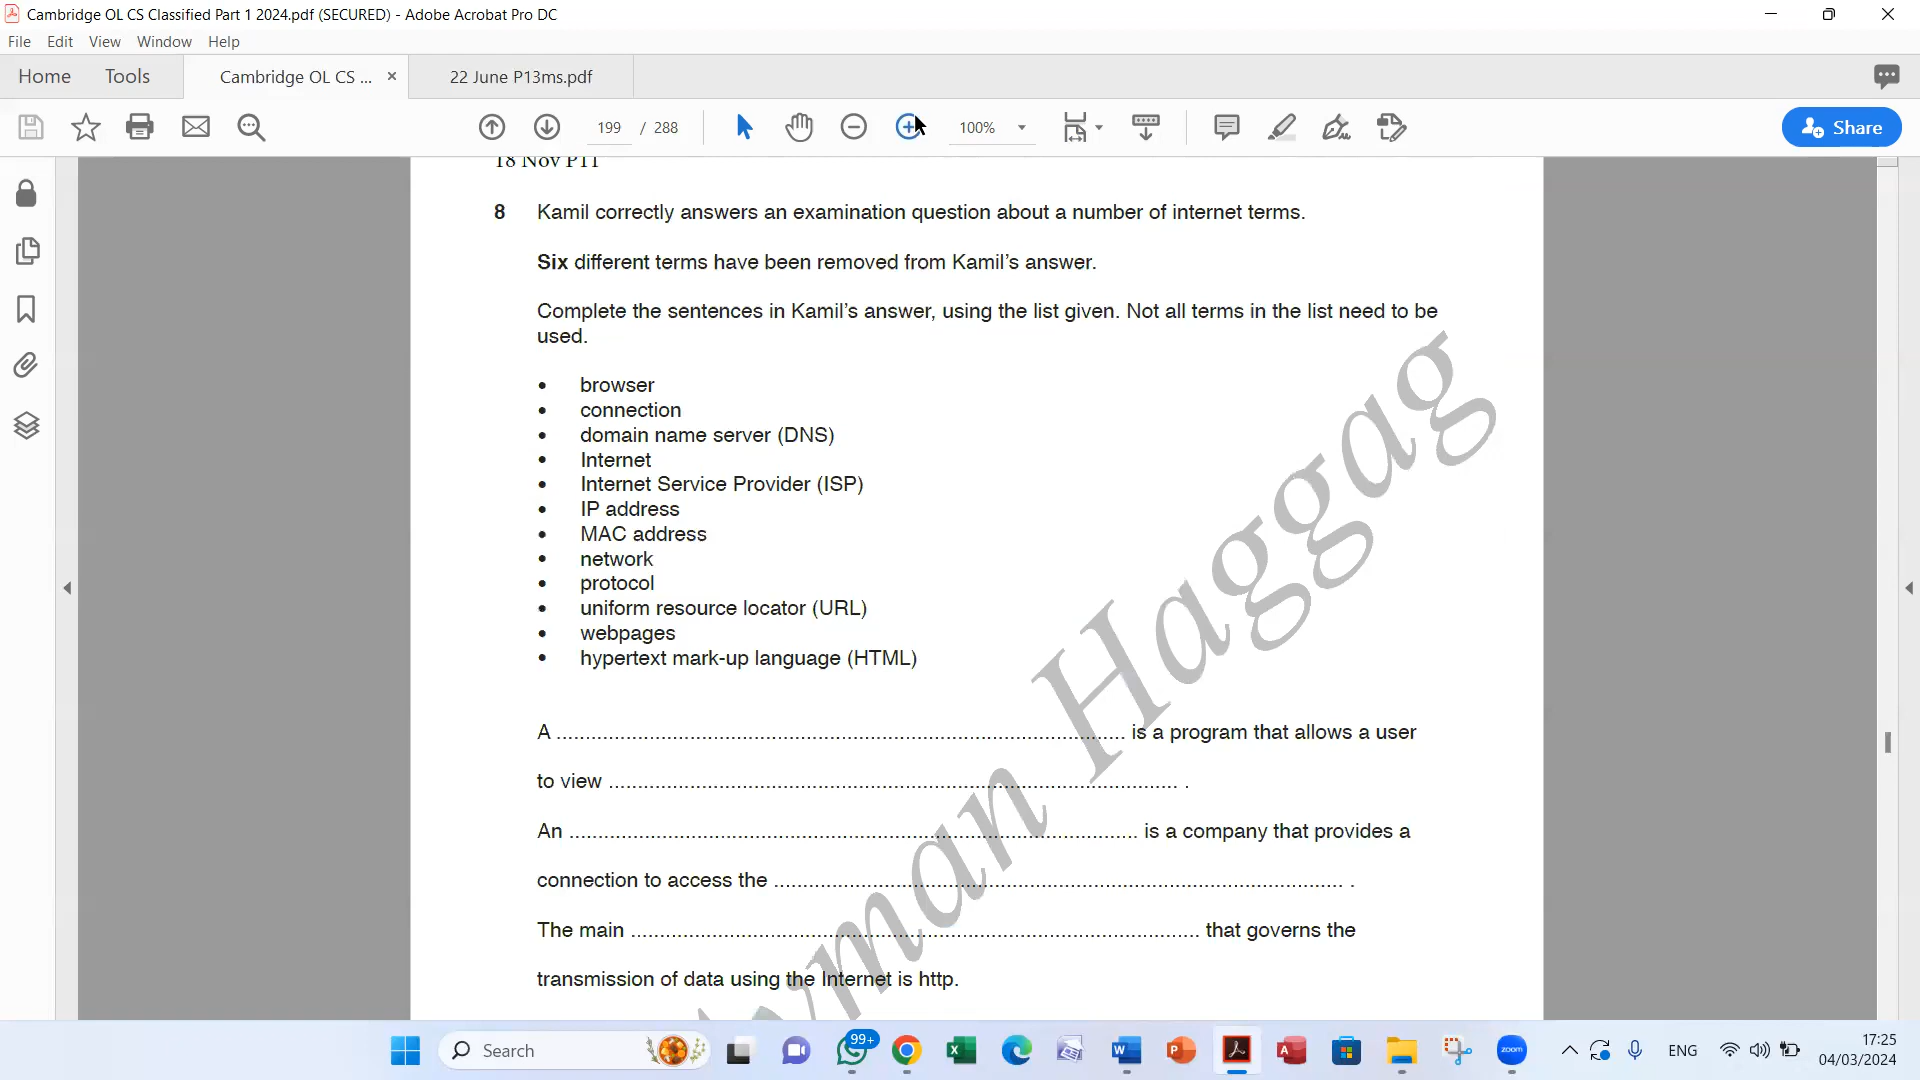 Cambridge OL CS Classified Part 1 2024.pdf (SECURED) - Adobe Acrobat Pro DC
File Edit View Window Help
Home Tools Cambridge OL CS ... × 22 June P13ms.pdf
199 / 288 100% Share
18 Nov P11
8 Kamil correctly answers an examination question about a number of internet terms.
Six different terms have been removed from Kamil's answer.
Complete the sentences in Kamil's answer, using the list given. Not all terms in the list need to be
used.
• browser
• connection
• domain name server (DNS)
• Internet
• Internet Service Provider (ISP)
• IP address
• MAC address
• network
• protocol
• uniform resource locator (URL)
• webpages
• hypertext mark-up language (HTML)
A .................................................. is a program that allows a user
to view .................................................. .
An .................................................. is a company that provides a
connection to access the .................................................. .
The main .................................................. that governs the
transmission of data using the Internet is http.
Haggag
Search 99+ zoom ENG 17:25
04/03/2024